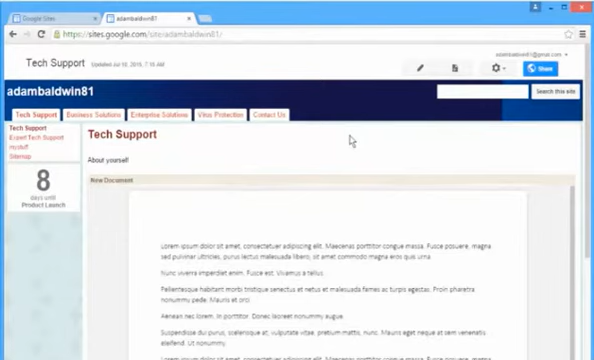 Google Sites
adambaldwin81
https://sites.google.com/site/adambaldwin81/
Tech Support
Updated Jul 10, 2015, 7:10 AM
adambaldwin81@gmail.com
Share
adambaldwin81
Search this site
Tech Support
Business Solutions
Enterprise Solutions
Virus Protection
Contact Us
Tech Support
Expert Tech Support
mystuff
Sitemap
8
days until
Product Launch
Tech Support
About yourself
New Document
Lorem ipsum dolor sit amet, consectetuer adipiscing elit. Maecenas porttitor congue massa. Fusce posuere, magna
sed pulvinar ultricies, purus lectus malesuada libero, sit amet commodo magna eros quis urna
Nunc viverra imperdiet enim. Fusce est. Vivamus a tellus
Pellentesque habitant morbi tristique senectus et netus et malesuada fames ac turpis egestas. Proin pharetra
nonummy pede. Mauris et orci
Aenean nec lorem. In porttitor. Donec laoreet nonummy augue
Suspendisse dui purus, scelerisque at, vulputate vitae, pretium mattis, nunc. Mauris eget neque at sem venenatis
eleifend. Ut nonummy